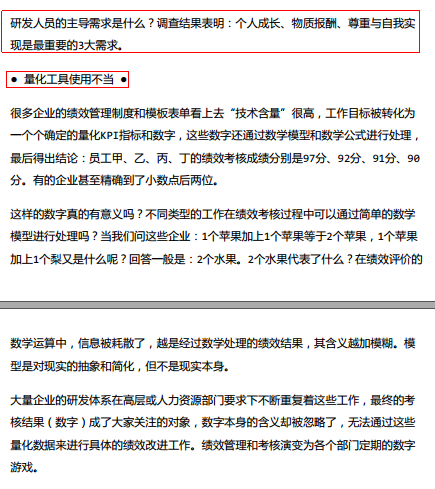 研发人员的主导需求是什么？调查结果表明：个人成长、物质报酬、尊重与自我实
现是最重要的3大需求。
● 量化工具使用不当 ●
很多企业的绩效管理制度和模板表单看上去“技术含量”很高，工作目标被转化为
一个个确定的量化KPI指标和数字，这些数字还通过数学模型和数学公式进行处理，
最后得出结论：员工甲、乙、丙、丁的绩效考核成绩分别是97分、92分、91分、90
分。有的企业甚至精确到了小数点后两位。
这样的数字真的有意义吗？不同类型的工作在绩效考核过程中可以通过简单的数学
模型进行处理吗？当我们问这些企业：1个苹果加上1个苹果等于2个苹果，1个苹果
加上1个梨又是什么呢？回答一般是：2个水果。2个水果代表了什么？在绩效评价的
数学运算中，信息被耗散了，越是经过数学处理的绩效结果，其含义越加模糊。模
型是对现实的抽象和简化，但不是现实本身。
大量企业的研发体系在高层或人力资源部门要求下不断重复着这些工作，最终的考
核结果（数字）成了大家关注的对象，数字本身的含义却被忽略了，无法通过这些
量化数据来进行具体的绩效改进工作。绩效管理和考核演变为各个部门定期的数字
游戏。